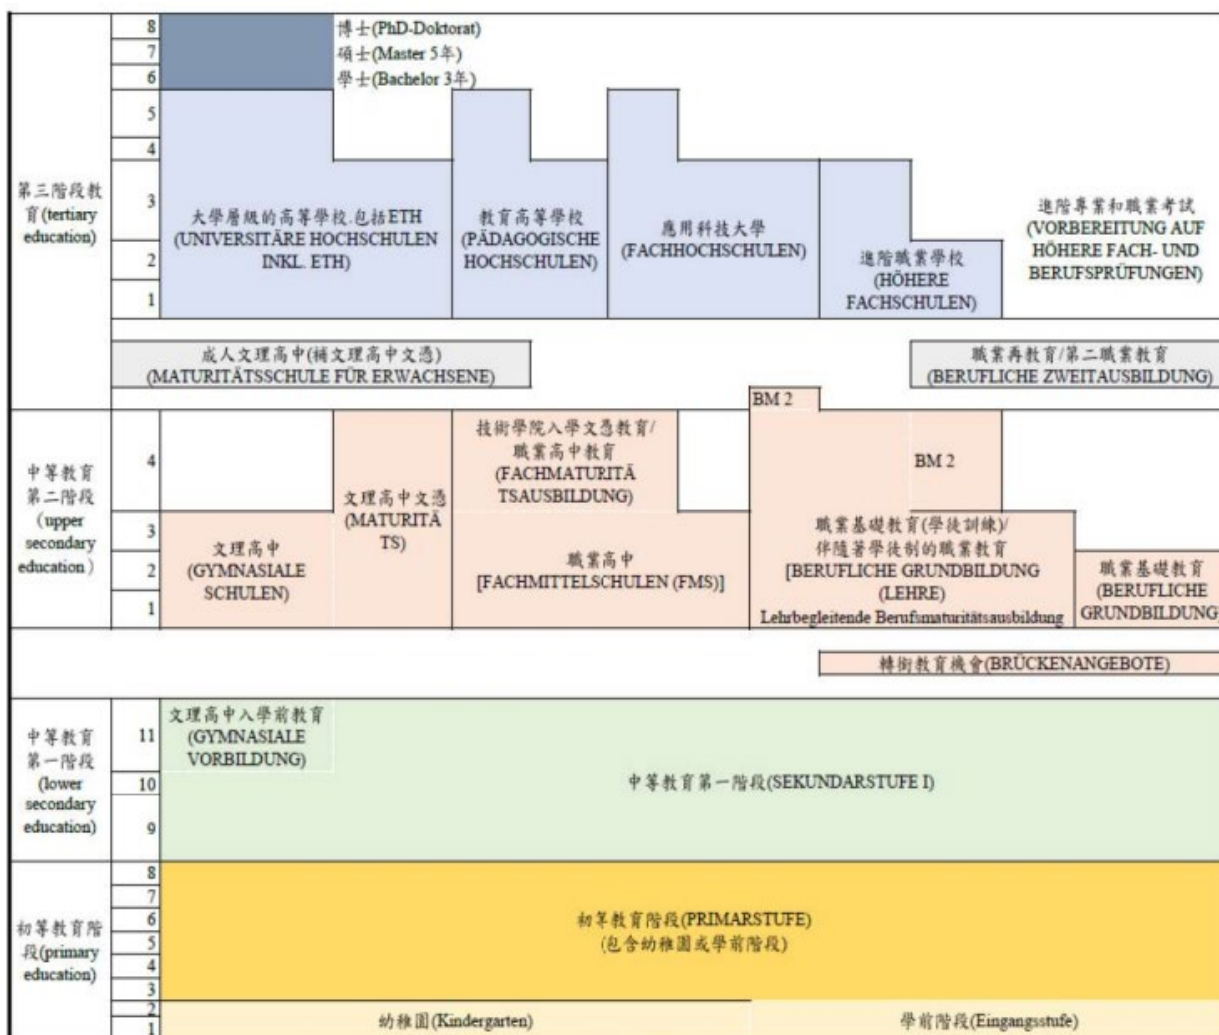 第三階段教
育(tertiary
education)
8
7
6
5
4
3
2
1
博士(PhD-Doktorat)
碩士(Master 5年)
學士(Bachelor 3年)
大學層級的高等學校.包括ETH
(UNIVERSITÄRE HOCHSCHULEN
INKL. ETH)
教育高等學校
(PÄDAGOGISCHE
HOCHSCHULEN)
應用科技大學
(FACHHOCHSCHULEN)
進階職業學校
(HÖHERE
FACHSCHULEN)
進階專業和職業考試
(VORBEREITUNG AUF
HÖHERE FACH- UND
BERUFSPRÜFUNGEN)
成人文理高中(補文理高中文憑)
(MATURITÄTSSCHULE FÜR ERWACHSENE)
職業再教育/第二職業教育
(BERUFLICHE ZWEITAUSBILDUNG)
中等教育
第二階段
(upper
secondary
education)
4
3
2
1
文理高中
(GYMNASIALE
SCHULEN)
文理高中文憑
(MATURITÄ
TS)
技術學院入學文憑教育/
職業高中教育
(FACHMATURITÄ
TSAUSBILDUNG)
職業高中
[FACHMITTELSCHULEN (FMS)]
BM 2
BM 2
職業基礎教育(學徒訓練)/
伴隨著學徒制的職業教育
[BERUFLICHE GRUNDBILDUNG
(LEHRE)
Lehrbegleitende Berufsmaturitätsausbildung
職業基礎教育
(BERUFLICHE
GRUNDBILDUNG
轉銜教育機會(BRÜCKENANGEBOTE)
中等教育
第一階段
(lower
secondary
education)
11
10
9
文理高中入學前教育
(GYMNASIALE
VORBILDUNG)
中等教育第一階段(SEKUNDARSTUFE I)
初等教育階
段(primary
education)
8
7
6
5
4
3
2
1
初等教育階段(PRIMARSTUFE)
(包含幼稚園或學前階段)
幼稚園(Kindergarten)
學前階段(Eingangsstufe)